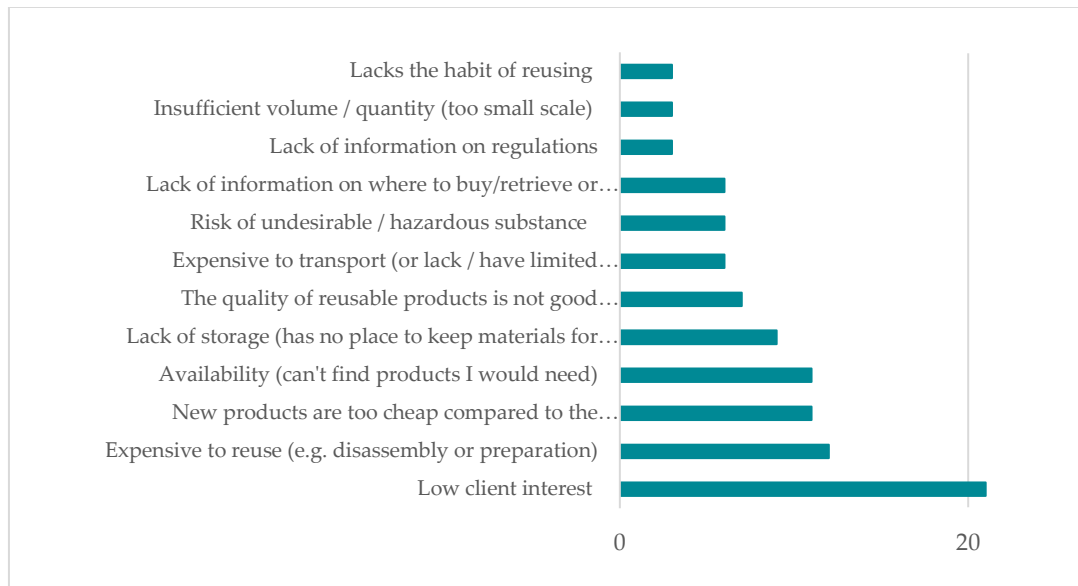 Lacks the habit of reusing
Insufficient volume / quantity (too small scale)
Lack of information on regulations
Lack of information on where to buy/retrieve or…
Risk of undesirable / hazardous substance
Expensive to transport (or lack / have limited…
The quality of reusable products is not good…
Lack of storage (has no place to keep materials for…
Availability (can't find products I would need)
New products are too cheap compared to the…
Expensive to reuse (e.g. disassembly or preparation)
Low client interest
0 20